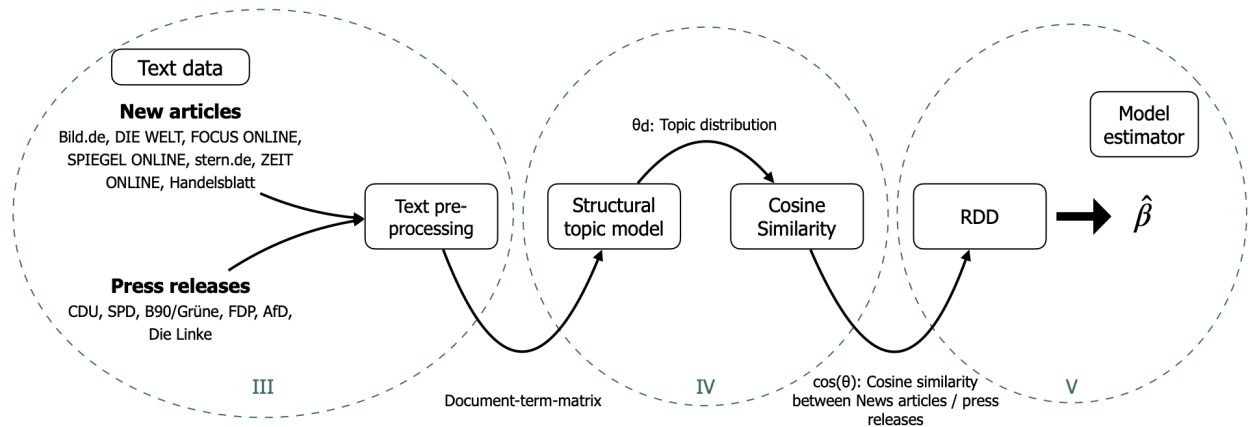 Text data
New articles
Bild.de, DIE WELT, FOCUS ONLINE,
SPIEGEL ONLINE, stern.de, ZEIT
ONLINE, Handelsblatt
Text pre-
processing
Press releases
CDU, SPD, B90/Grüne, FDP, AfD,
Die Linke
III
Document-term-matrix
θd: Topic distribution
Structural
topic model
Cosine
Similarity
IV
cos(θ): Cosine similarity
between News articles / press
releases
Model
estimator
RDD
β̂
V